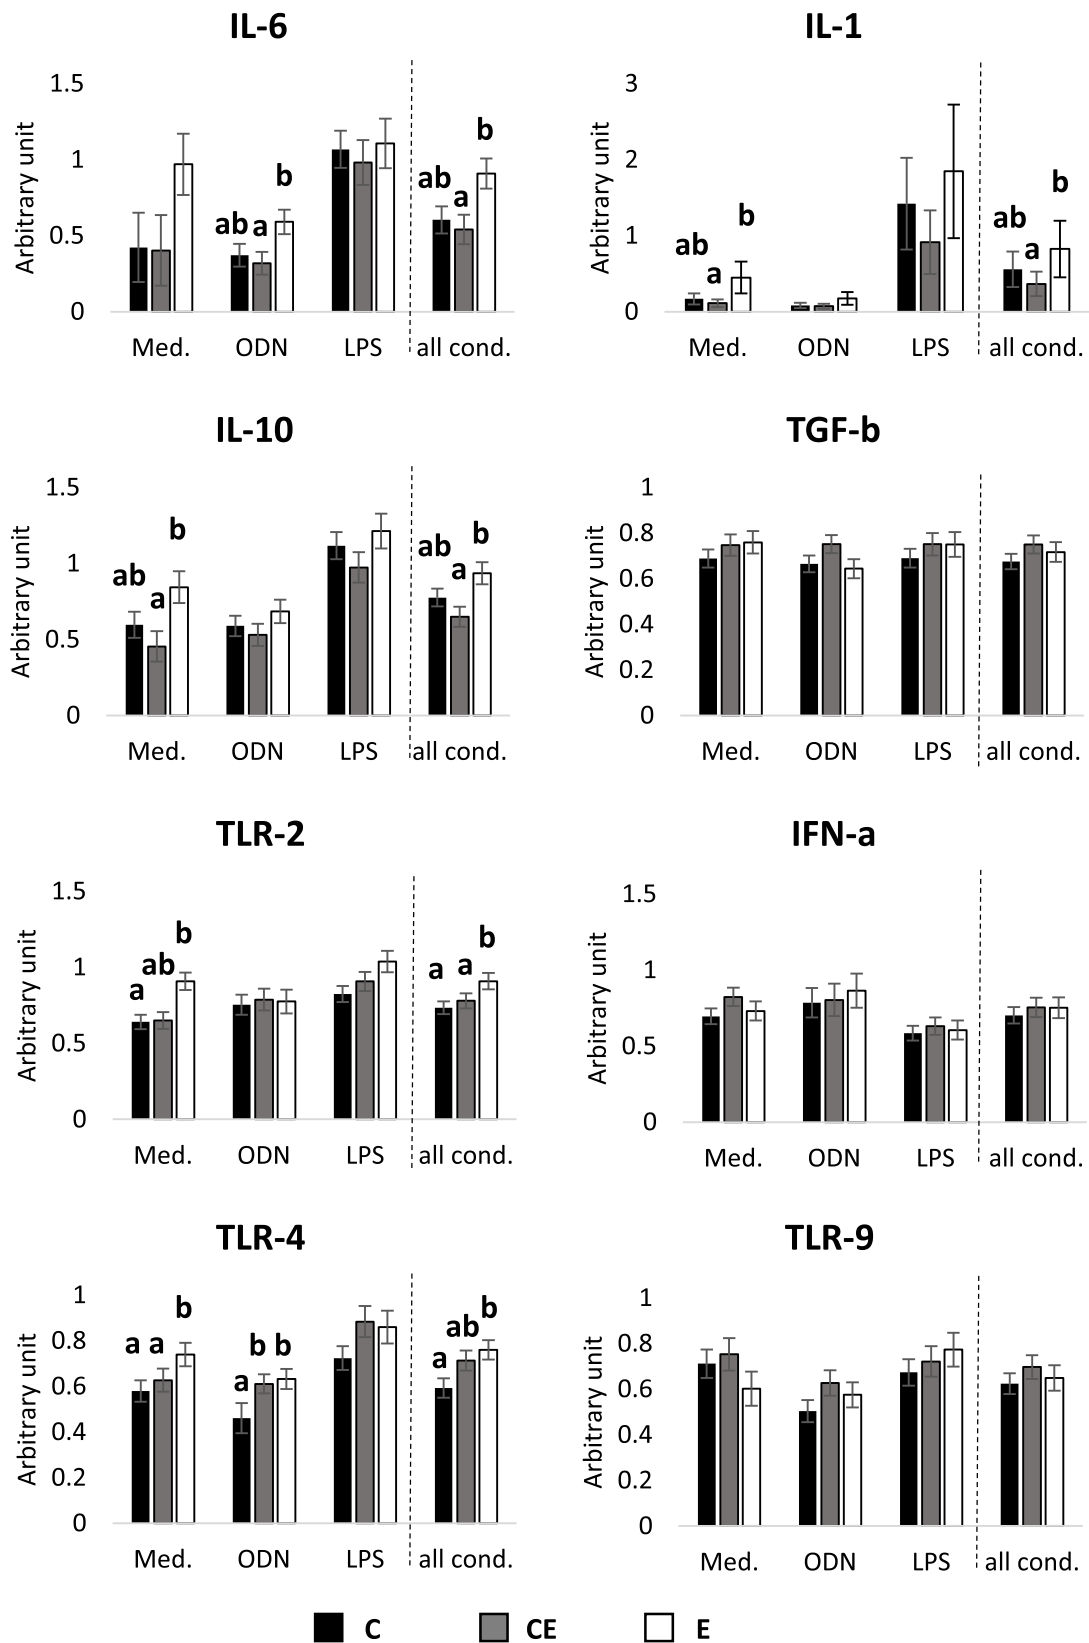 IL-6
IL-1
Arbitrary unit
1.5
1
0.5
0
ab
a
b
ab
a
b
Med.
ODN
LPS
all cond.
Arbitrary unit
3
2
1
0
ab
a
b
ab
a
b
Med.
ODN
LPS
all cond.
IL-10
TGF-b
Arbitrary unit
1.5
1
0.5
0
ab
a
b
ab
a
b
Med.
ODN
LPS
all cond.
Arbitrary unit
1
0.8
0.6
0.4
0.2
0
Med.
ODN
LPS
all cond.
TLR-2
IFN-a
Arbitrary unit
1.5
1
0.5
0
a
ab
b
a
a
b
Med.
ODN
LPS
all cond.
Arbitrary unit
1.5
1
0.5
0
Med.
ODN
LPS
all cond.
TLR-4
TLR-9
Arbitrary unit
1
0.8
0.6
0.4
0.2
0
a
a
b
a
b
b
a
ab
b
Med.
ODN
LPS
all cond.
Arbitrary unit
1
0.8
0.6
0.4
0.2
0
Med.
ODN
LPS
all cond.
C
CE
E